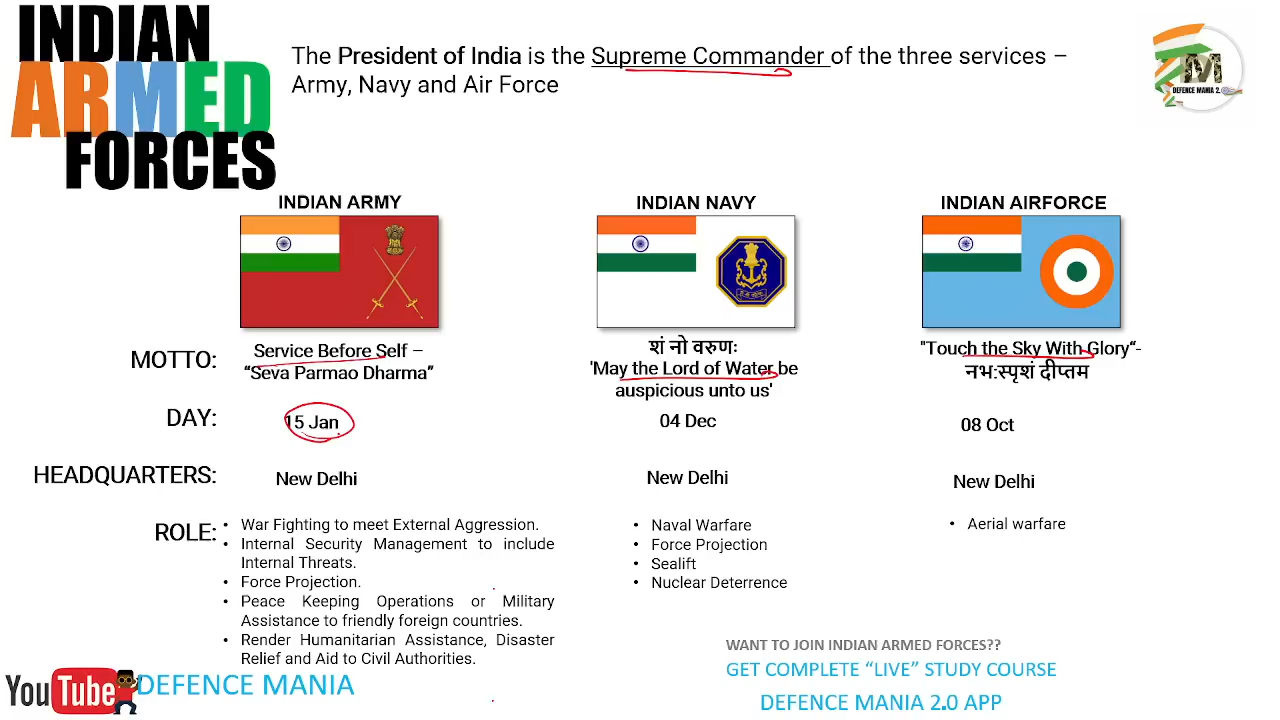 INDIAN
ARMED
FORCES
The President of India is the Supreme Commander of the three services –
Army, Navy and Air Force
M
DEFENCE MANIA 2.0
INDIAN ARMY
INDIAN NAVY
INDIAN AIRFORCE
MOTTO:
Service Before Self –
“Seva Parmao Dharma”
शं नो वरुणः
'May the Lord of Water be
auspicious unto us'
"Touch the Sky With Glory“-
नभ:स्पृशं दीप्तम
DAY:
15 Jan
04 Dec
08 Oct
HEADQUARTERS:
New Delhi
New Delhi
New Delhi
ROLE:
• War Fighting to meet External Aggression.
• Internal Security Management to include
Internal Threats.
• Force Projection.
• Peace Keeping Operations or Military
Assistance to friendly foreign countries.
• Render Humanitarian Assistance, Disaster
Relief and Aid to Civil Authorities.
• Naval Warfare
• Force Projection
• Sealift
• Nuclear Deterrence
• Aerial warfare
YouTube
DEFENCE MANIA
WANT TO JOIN INDIAN ARMED FORCES??
GET COMPLETE “LIVE” STUDY COURSE
DEFENCE MANIA 2.0 APP